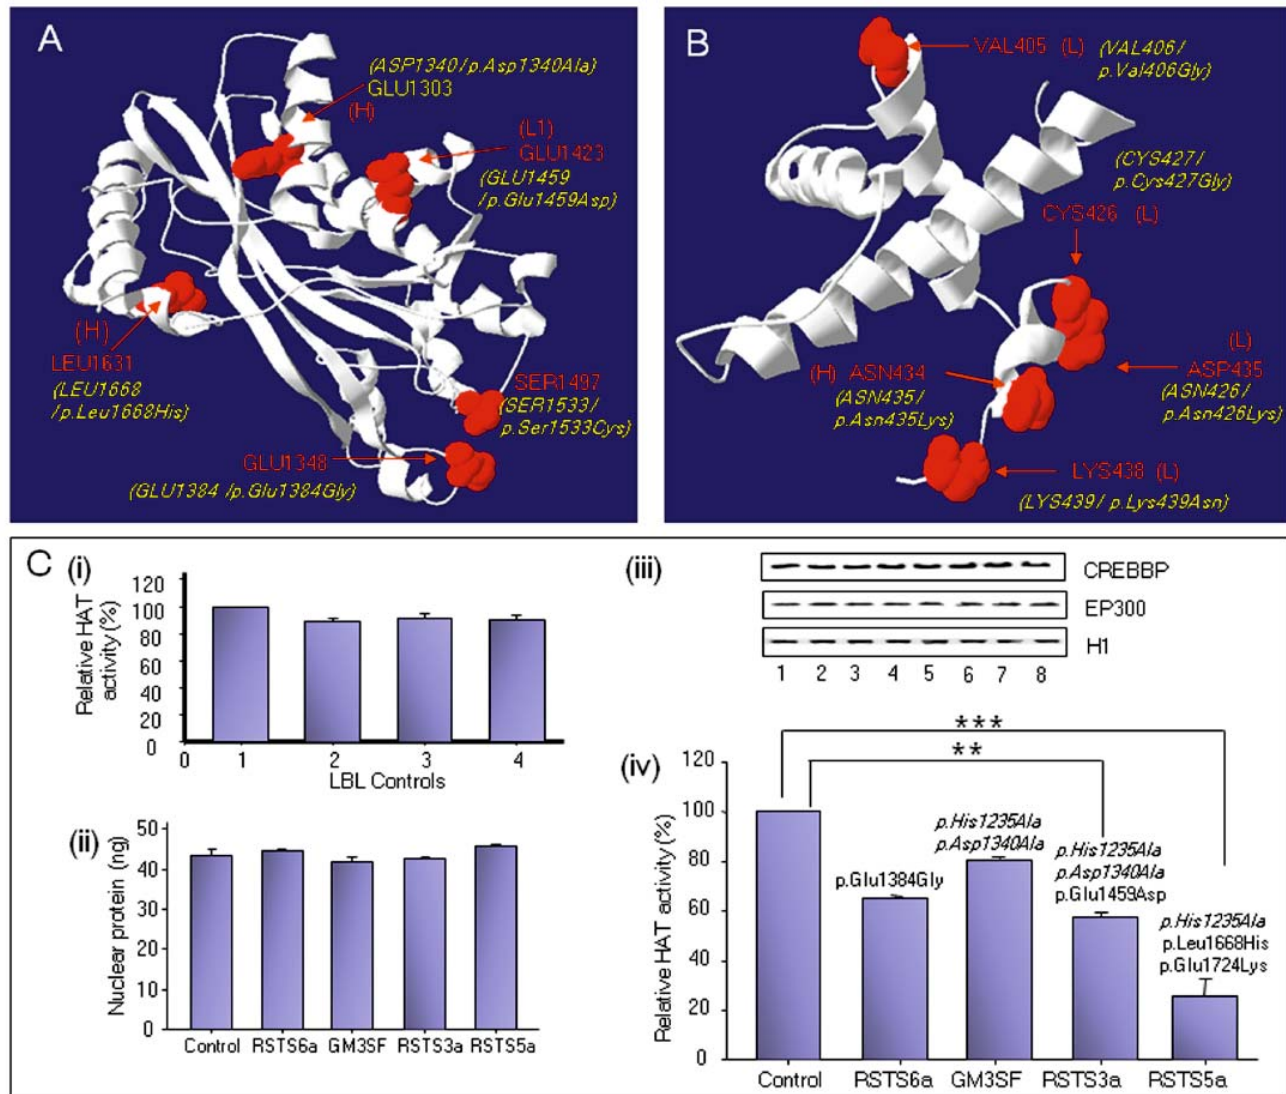 A
(ASP1340/p.Asp1340Ala)
GLU1303
(H)
(L1)
GLU1423
(GLU1459
/p.Glu1459Asp)
(H)
LEU1631
(LEU1668
/p.Leu1668His)
SER1497
(SER1533/
p.Ser1533Cys)
GLU1348
(GLU1384 /p.Glu1384Gly)
B
VAL405 (L)
(VAL406/
p.Val406Gly)
(CYS427/
p.Cys427Gly)
CYS426 (L)
(H) ASN434
(ASN435/
p.Asn435Lys)
(L)
ASP435
(ASN426/
p.Asn426Lys)
LYS438 (L)
(LYS439/ p.Lys439Asn)
C
(i)
Relative HAT
activity (%)
120
100
80
60
40
20
0
0 1 2 3 4
LBL Controls
(ii)
Nuclear protein (ng)
50
40
30
20
10
0
Control RSTS6a GM3SF RSTS3a RSTS5a
(iii)
CREBBP
EP300
H1
1 2 3 4 5 6 7 8
(iv)
***
**
Relative HAT activity (%)
120
100
80
60
40
20
0
p.Glu1384Gly
p.His1235Ala
p.Asp1340Ala
p.His1235Ala
p.Asp1340Ala
p.Glu1459Asp
p.His1235Ala
p.Leu1668His
p.Glu1724Lys
Control RSTS6a GM3SF RSTS3a RSTS5a